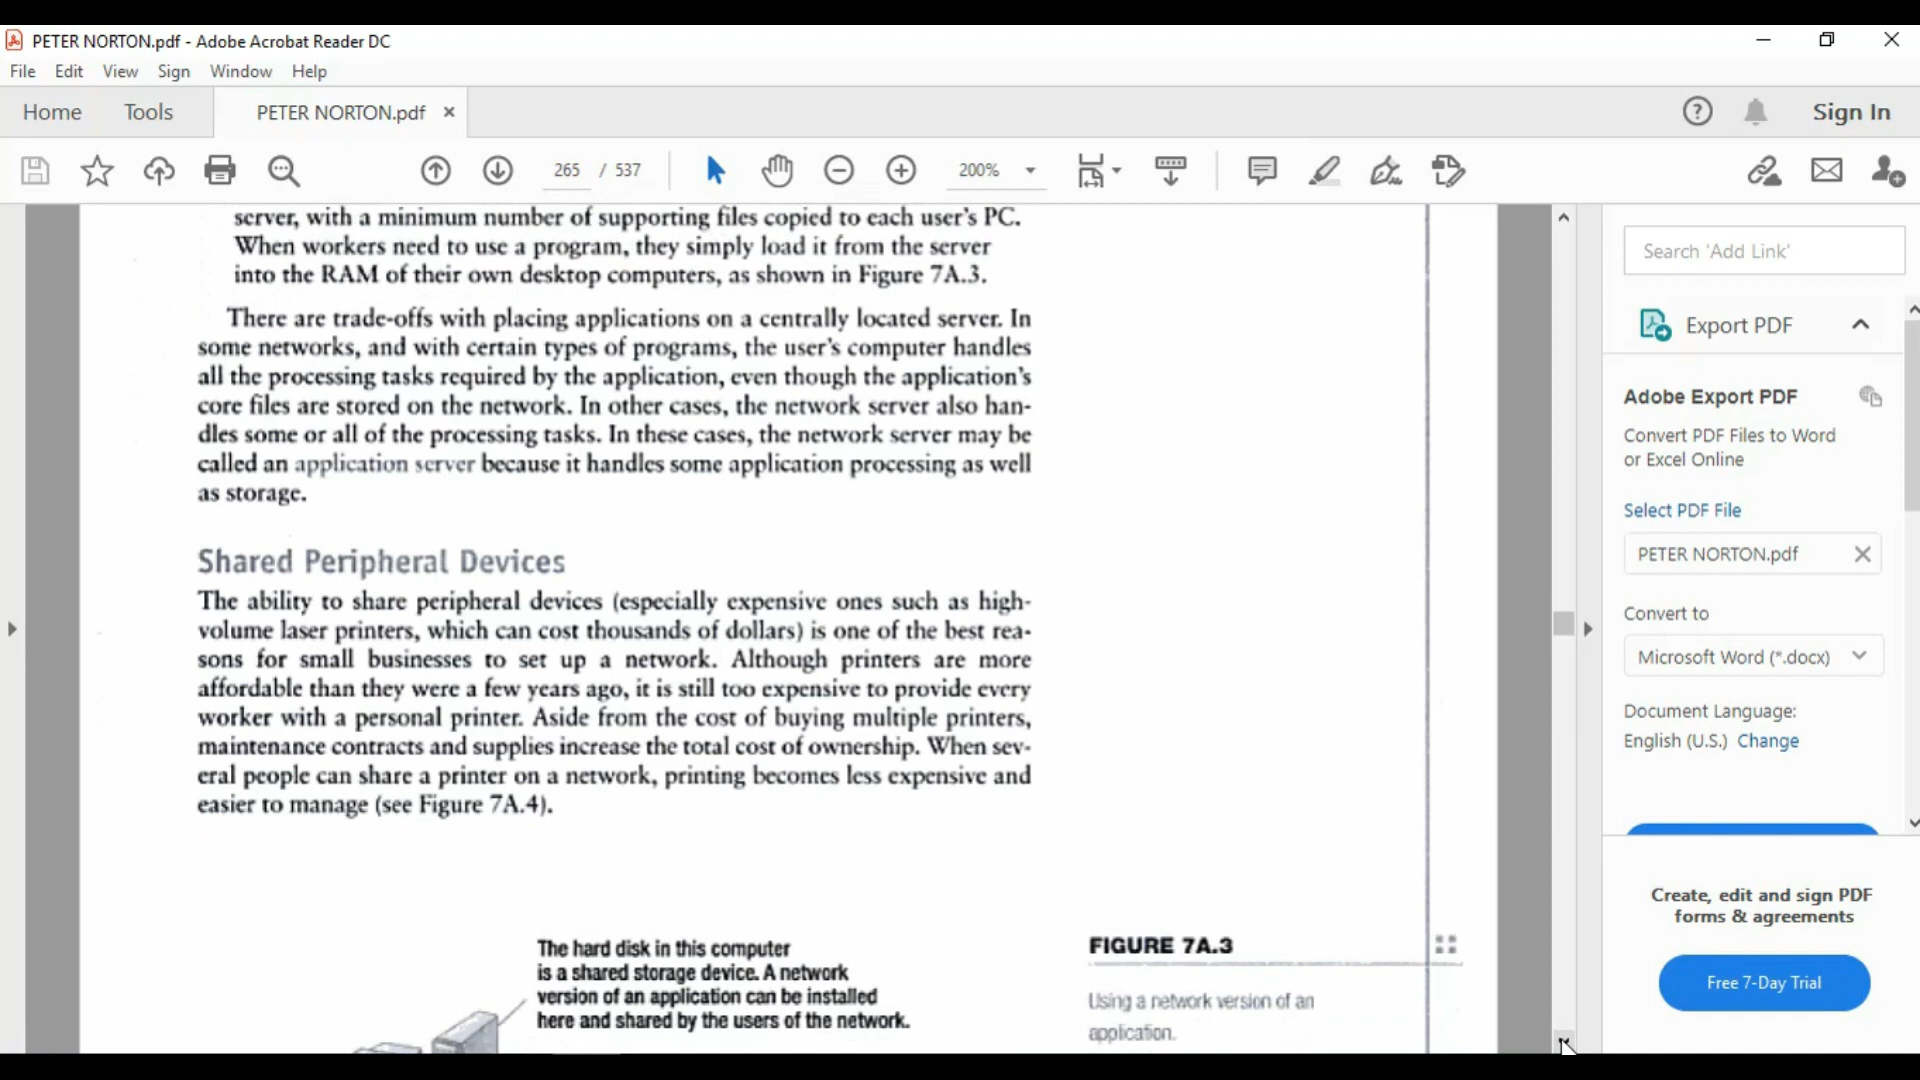 PETER NORTON.pdf - Adobe Acrobat Reader DC
File Edit View Sign Window Help
Home Tools PETER NORTON.pdf Sign In
265 / 537 200%
server, with a minimum number of supporting files copied to each user's PC.
When workers need to use a program, they simply load it from the server
into the RAM of their own desktop computers, as shown in Figure 7A.3.
There are trade-offs with placing applications on a centrally located server. In
some networks, and with certain types of programs, the user's computer handles
all the processing tasks required by the application, even though the application's
core files are stored on the network. In other cases, the network server also han-
dles some or all of the processing tasks. In these cases, the network server may be
called an application server because it handles some application processing as well
as storage.
Shared Peripheral Devices
The ability to share peripheral devices (especially expensive ones such as high-
volume laser printers, which can cost thousands of dollars) is one of the best rea-
sons for small businesses to set up a network. Although printers are more
affordable than they were a few years ago, it is still too expensive to provide every
worker with a personal printer. Aside from the cost of buying multiple printers,
maintenance contracts and supplies increase the total cost of ownership. When sev-
eral people can share a printer on a network, printing becomes less expensive and
easier to manage (see Figure 7A.4).
The hard disk in this computer
is a shared storage device. A network
version of an application can be installed
here and shared by the users of the network.
FIGURE 7A.3
Using a network version of an
application.
Search 'Add Link'
Export PDF
Adobe Export PDF
Convert PDF Files to Word
or Excel Online
Select PDF File
PETER NORTON.pdf
Convert to
Microsoft Word (*.docx)
Document Language:
English (U.S.) Change
Create, edit and sign PDF
forms & agreements
Free 7-Day Trial